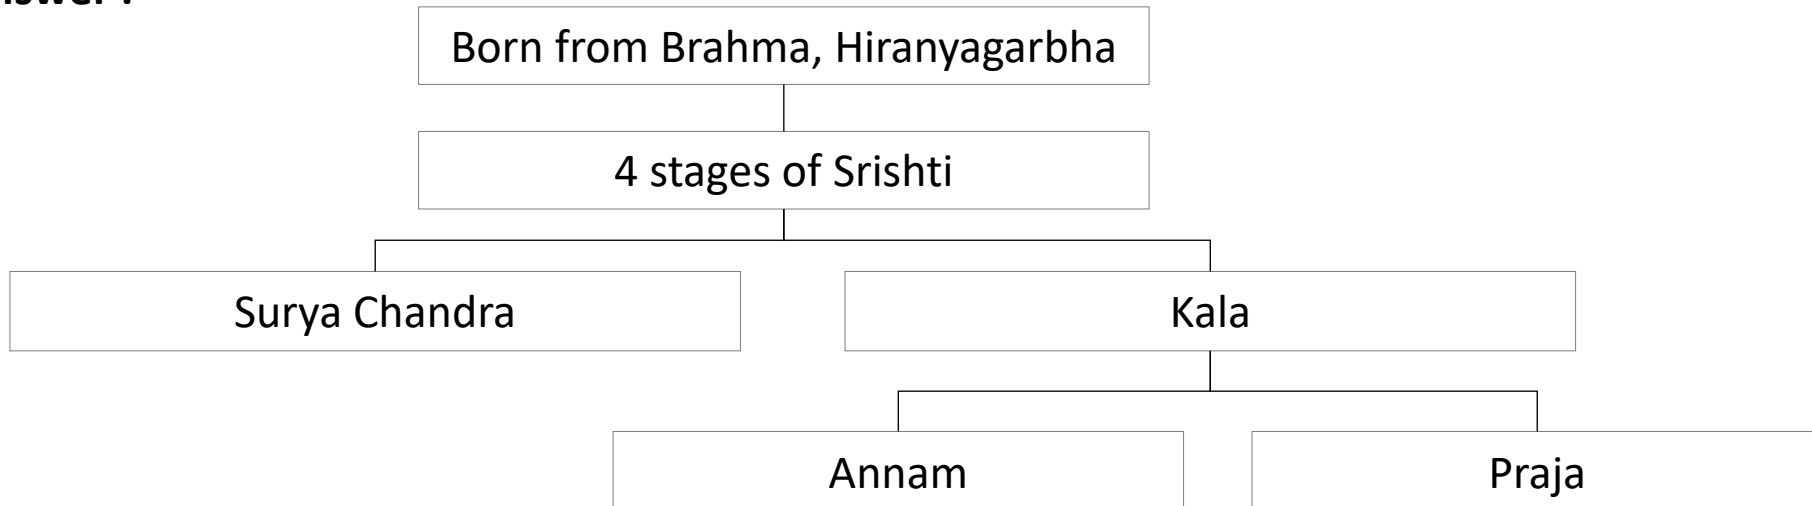 Born from Brahma, Hiranyagarbha
4 stages of Srishti
Surya Chandra
Kala
Annam
Praja